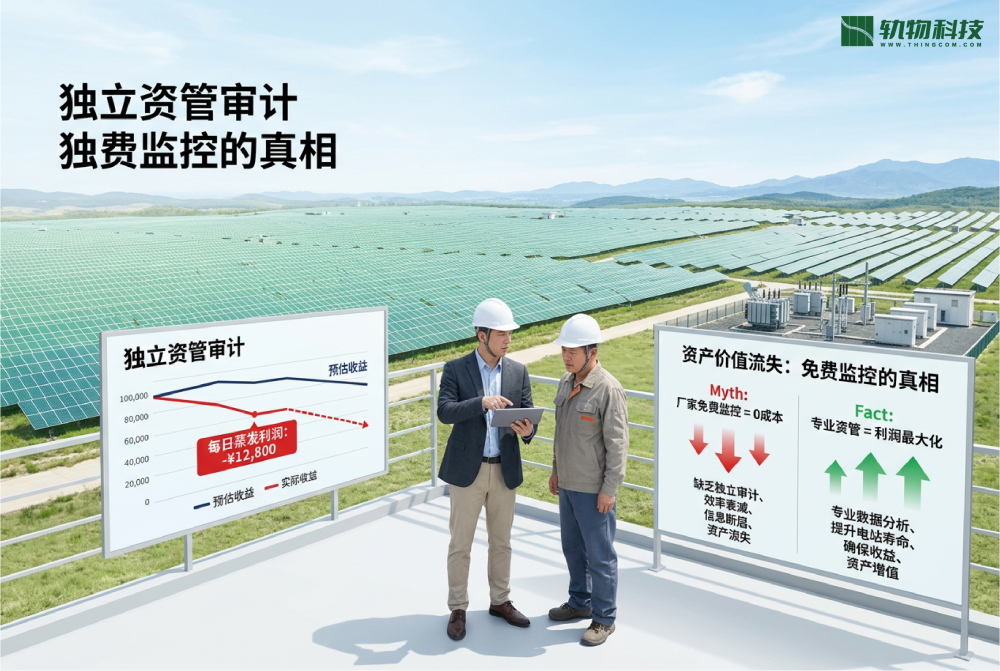 轨物科技
WWW.THINGCOM.COM
独立资管审计
独费监控的真相
独立资管审计
预估收益
100,000
80,000
60,000
40,000
20,000
0
每日蒸发利润：
-¥12,800
预估收益
实际收益
资产价值流失：免费监控的真相
Myth:
厂家免费监控 = 0成本
缺乏独立审计、
效率衰减、
信息断层、
资产流失
Fact:
专业资管 = 利润最大化
专业数据分析、
提升电站寿命、
确保收益、
资产增值